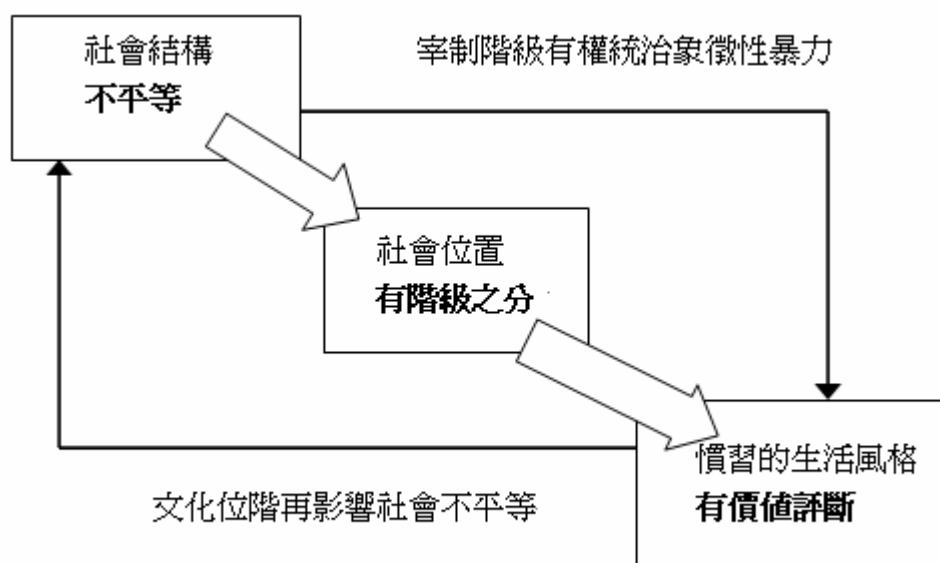 社會結構
不平等
宰制階級有權統治象徵性暴力
社會位置
有階級之分
慣習的生活風格
有價值評斷
文化位階再影響社會不平等